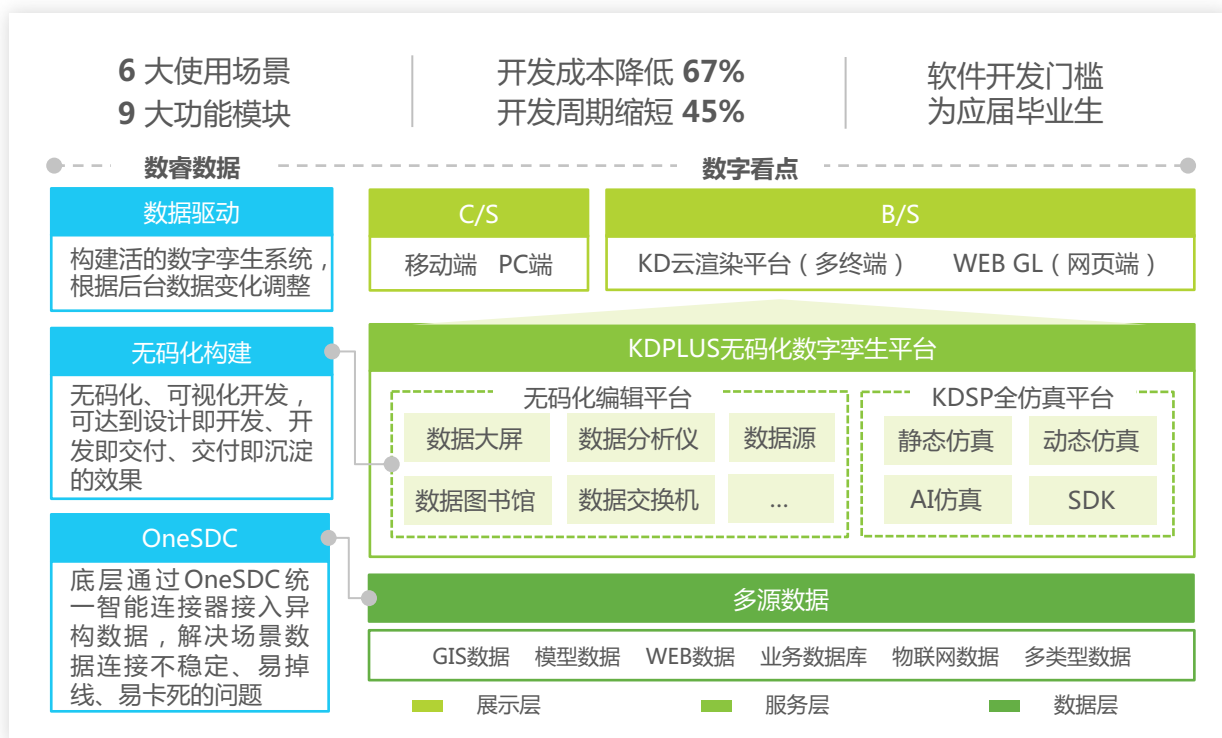 6 大使用场景
9 大功能模块
开发成本降低 67%
开发周期缩短 45%
软件开发门槛
为应届毕业生
数睿数据
数字看点
数据驱动
构建活的数字孪生系统，
根据后台数据变化调整
无码化构建
无码化、可视化开发，
可达到设计即开发、开
发即交付、交付即沉淀
的效果
OneSDC
底层通过OneSDC统
一智能连接器接入异
构数据，解决场景数
据连接不稳定、易掉
线、易卡死的问题
C/S
移动端 PC端
B/S
KD云渲染平台（多终端） WEB GL（网页端）
KDPLUS无码化数字孪生平台
无码化编辑平台
数据大屏 数据分析仪 数据源
数据图书馆 数据交换机 ...
KDSP全仿真平台
静态仿真 动态仿真
AI仿真 SDK
多源数据
GIS数据 模型数据 WEB数据 业务数据库 物联网数据 多类型数据
展示层 服务层 数据层